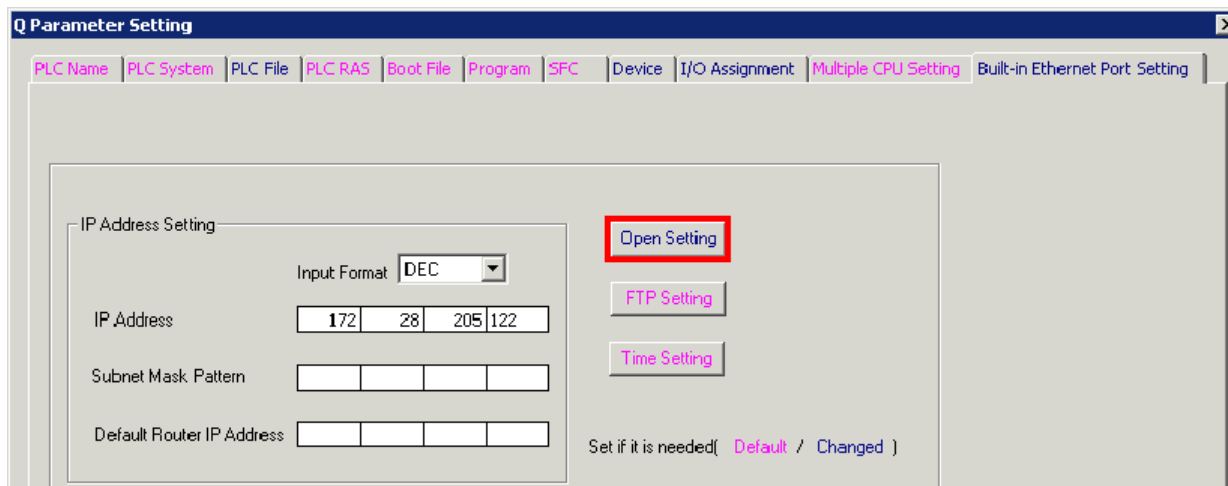 Q Parameter Setting
PLC Name PLC System PLC File PLC RAS Boot File Program SFC Device I/O Assignment Multiple CPU Setting Built-in Ethernet Port Setting
IP Address Setting
Input Format DEC
IP Address 172 28 205 122
Subnet Mask Pattern
Default Router IP Address
Open Setting
FTP Setting
Time Setting
Set if it is needed( Default / Changed )